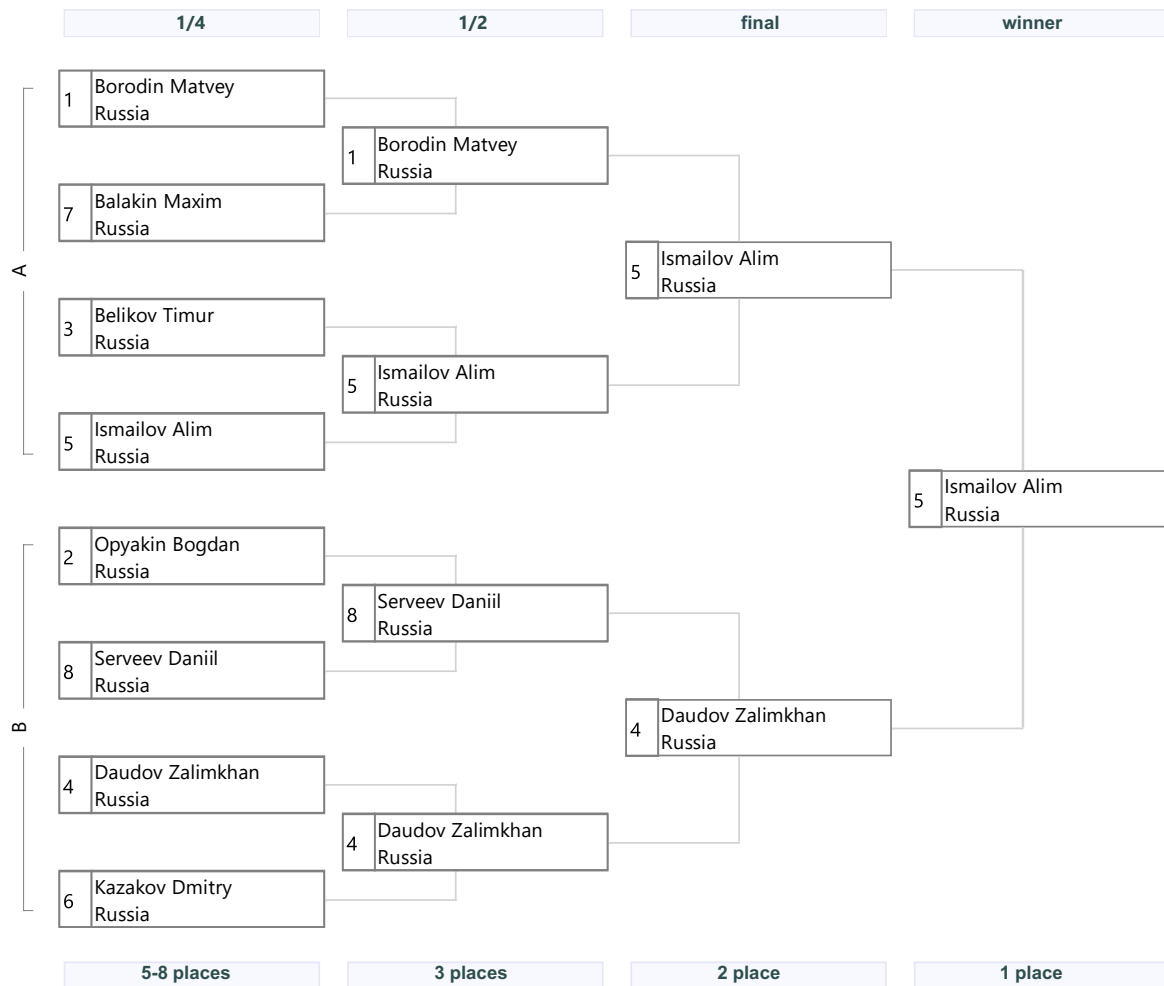 1/4
1/2
final
winner
A
1
Borodin Matvey
Russia
7
Balakin Maxim
Russia
3
Belikov Timur
Russia
5
Ismailov Alim
Russia
B
2
Opyakin Bogdan
Russia
8
Serveev Daniil
Russia
4
Daudov Zalimkhan
Russia
6
Kazakov Dmitry
Russia
1
Borodin Matvey
Russia
5
Ismailov Alim
Russia
8
Serveev Daniil
Russia
4
Daudov Zalimkhan
Russia
5
Ismailov Alim
Russia
4
Daudov Zalimkhan
Russia
5
Ismailov Alim
Russia
5-8 places
3 places
2 place
1 place